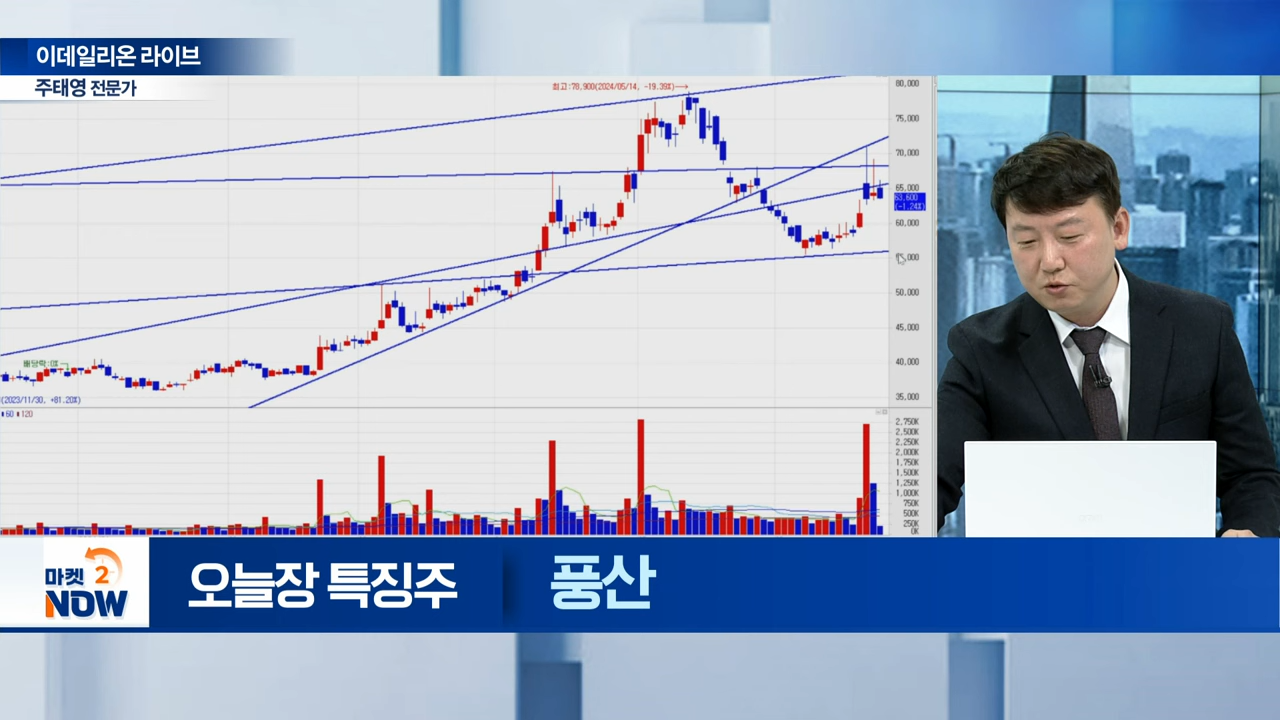 이데일리온 라이브
주태영 전문가
최고:78,900(2024/05/14, -19.39%)→
80,000
75,000
70,000
65,000
63,600
(-1.24%)
60,000
55,000
50,000
45,000
40,000
35,000
배당락:0%
(2023/11/30, +81.20%)
60 120
2,750K
2,500K
2,250K
2,000K
1,750K
1,500K
1,250K
1,000K
750K
500K
250K
0K
마켓 2
NOW
오늘장 특징주
풍산